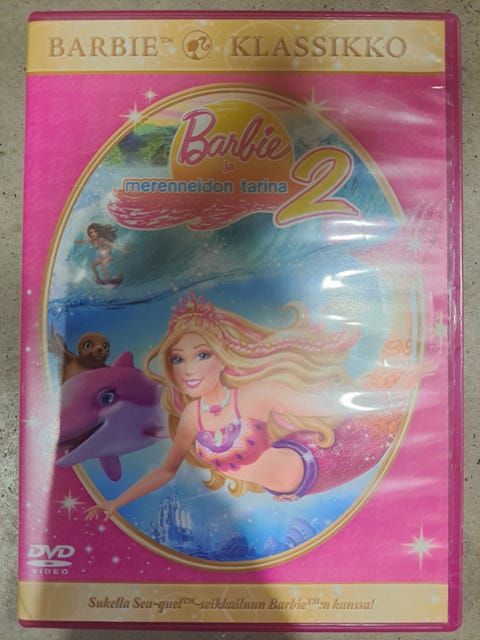 BARBIE™ KLASSIKKO
Barbie
ja
merenneidon tarina 2
DVD
VIDEO
Sukella Sea-quel™-seikkailuun Barbie™:n kanssa!